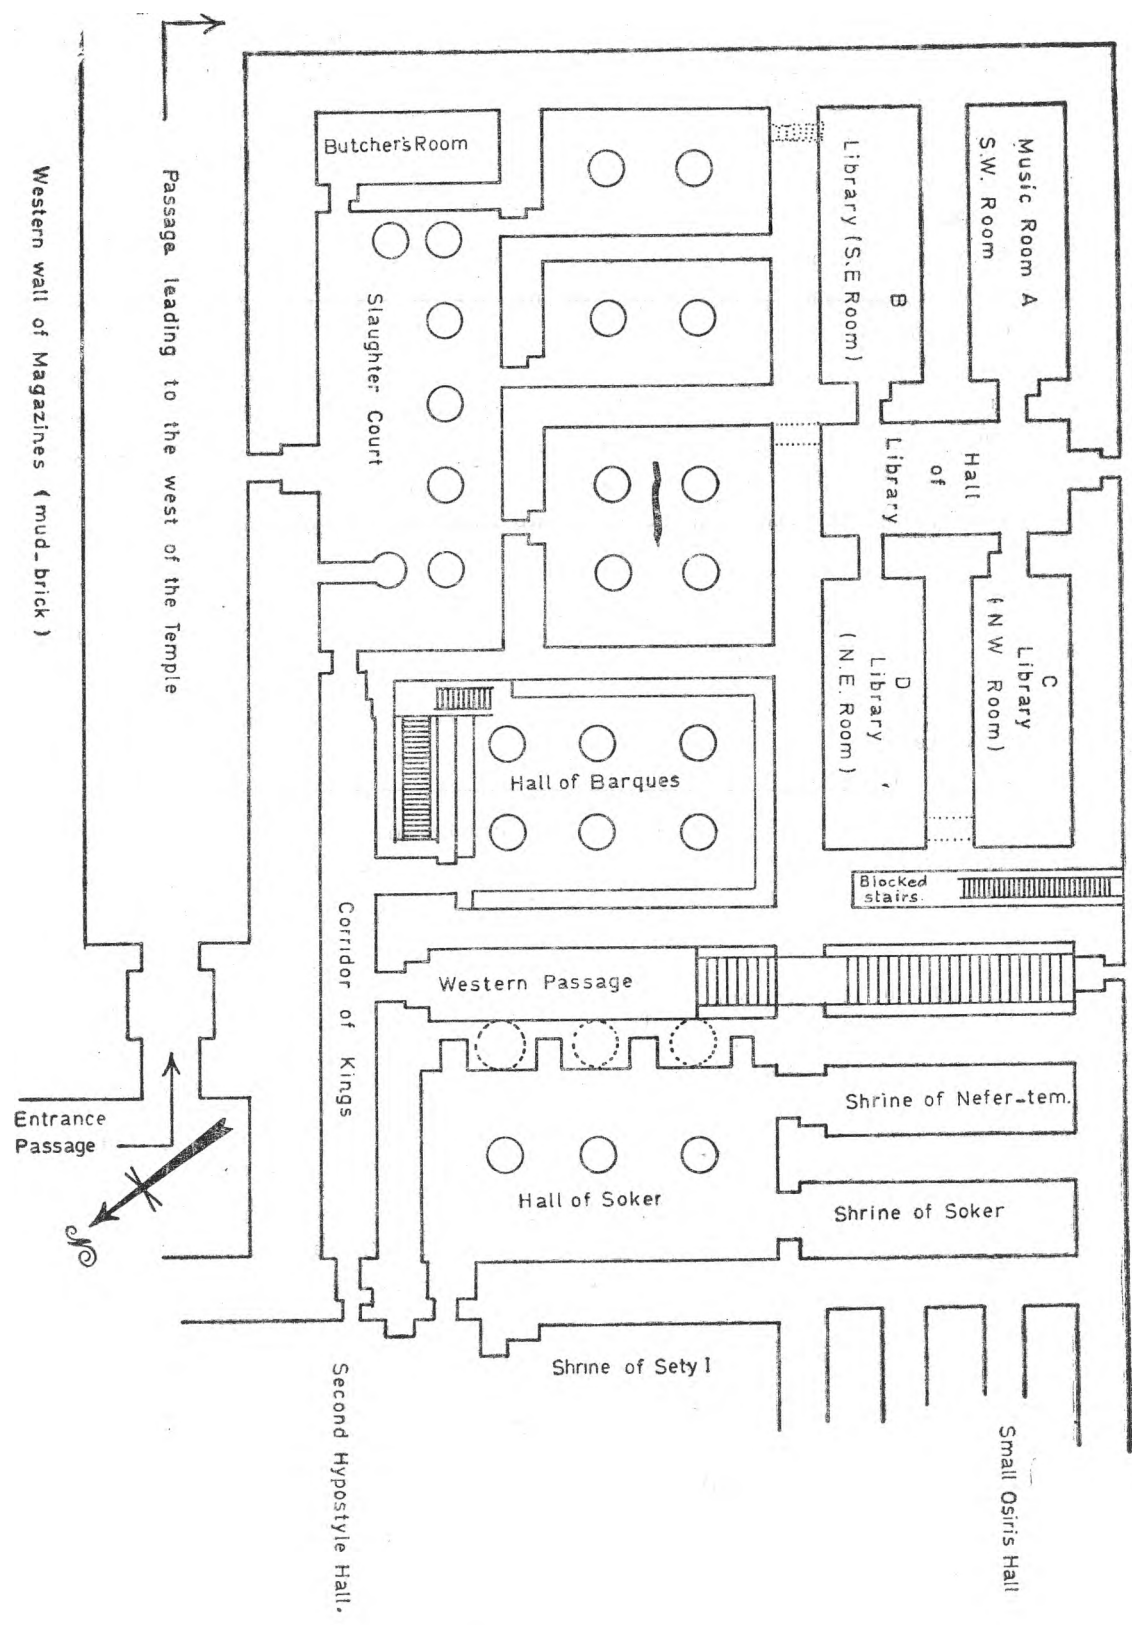 Butcher's Room
Library (S.E Room)
B
Music Room A
S.W. Room
Western wall of Magazines (mud_brick)
Passage leading to the west of the Temple
Slaughter Court
Hall
of
Library
C
Library
(NW Room)
D
Library
(N.E. Room)
Hall of Barques
Blocked
stairs.
Corridor of Kings
Western Passage
Entrance
Passage
N
Shrine of Nefer-tem.
Hall of Soker
Shrine of Soker
Shrine of Sety I
Second Hypostyle Hall.
Small Osiris Hall